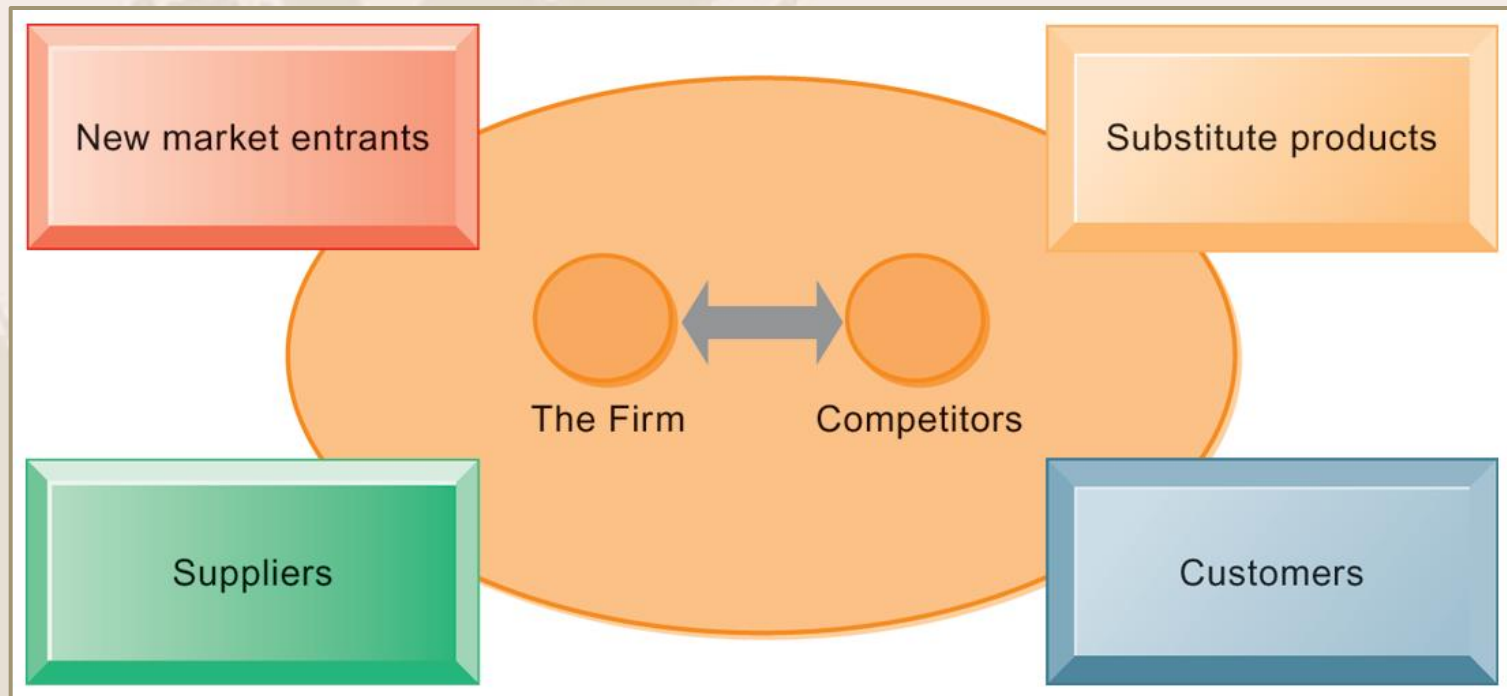 New market entrants
Substitute products
The Firm
Competitors
Suppliers
Customers